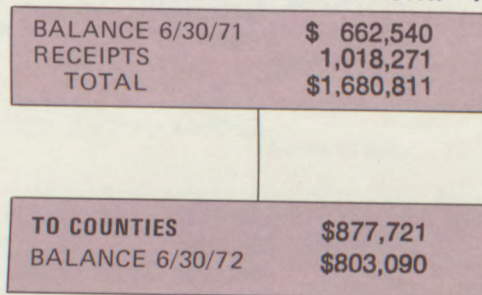 BALANCE 6/30/71 $ 662,540
RECEIPTS 1,018,271
TOTAL $1,680,811
TO COUNTIES $877,721
BALANCE 6/30/72 $803,090